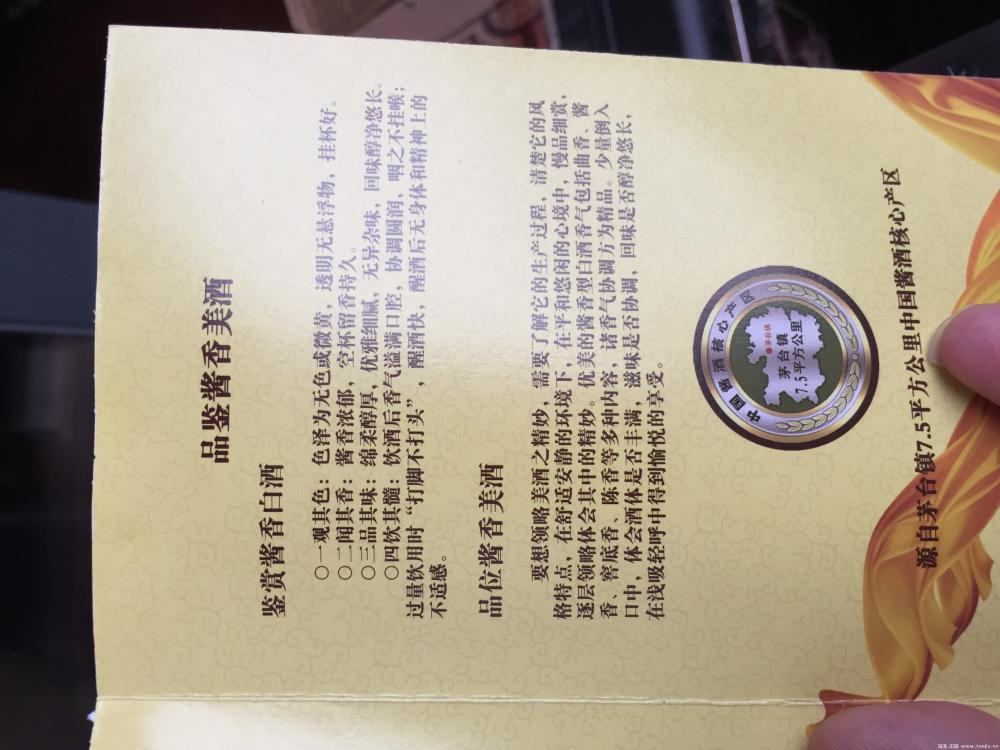 品鉴酱香美酒
鉴赏酱香白酒
○一观其色：色泽为无色或微黄，透明无悬浮物，挂杯好。
○二闻其香：酱香浓郁，空杯留香持久。
○三品其味：绵柔醇厚，优雅细腻，无异杂味，回味醇净悠长。
○四饮其髓：饮酒后香气溢满口腔，协调圆润，咽之不挂喉；
过量饮用时“打脚不打头”，醒酒快，醒酒后无身体和精神上的
不适感。
品位酱香美酒
要想领略美酒之精妙，需要了解它的生产过程，清楚它的风
格特点，在舒适安静的环境下，在平和悠闲的心境中，慢品细赏，
逐层领略体会其中的精妙。优美的酱香型白酒香气包括曲香、酱
香、窖底香、陈香等多种内容，诸香气协调方为精品。少量倒入
口中，体会酒体是否丰满，滋味是否协调，回味是否醇净悠长，
在浅吸轻呼中得到愉悦的享受。
中国酱酒核心产区
茅台镇
茅台镇
7.5平方公里
源自茅台镇7.5平方公里中国酱酒核心产区